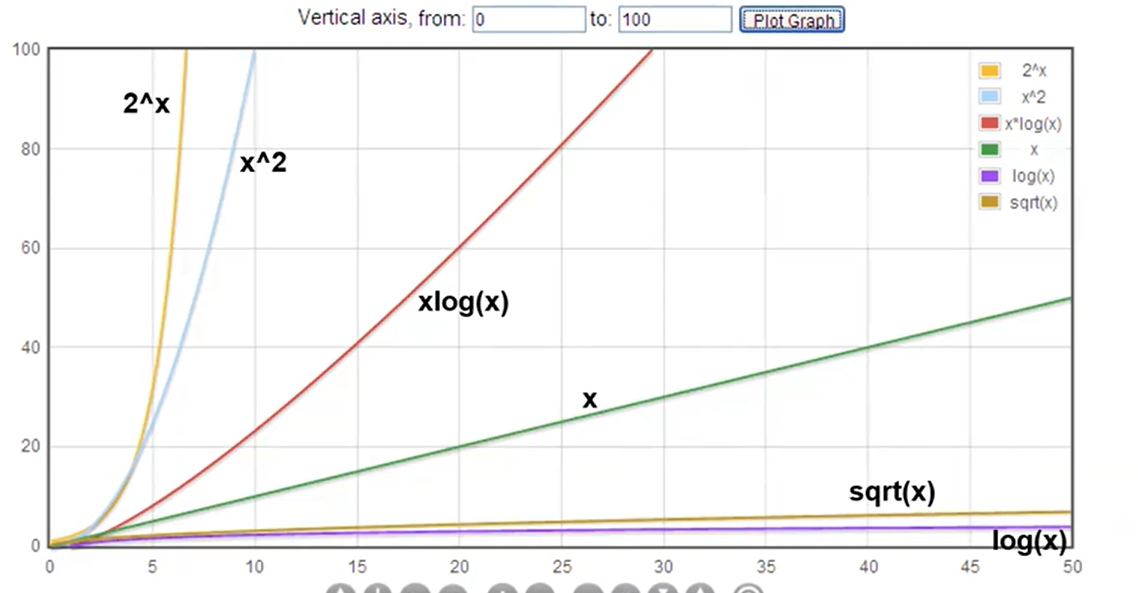 Vertical axis, from: 0 to: 100 Plot Graph
100
80
60
40
20
0
2^x
x^2
xlog(x)
x
sqrt(x)
log(x)
2^x
x^2
x*log(x)
x
log(x)
sqrt(x)
0 5 10 15 20 25 30 35 40 45 50